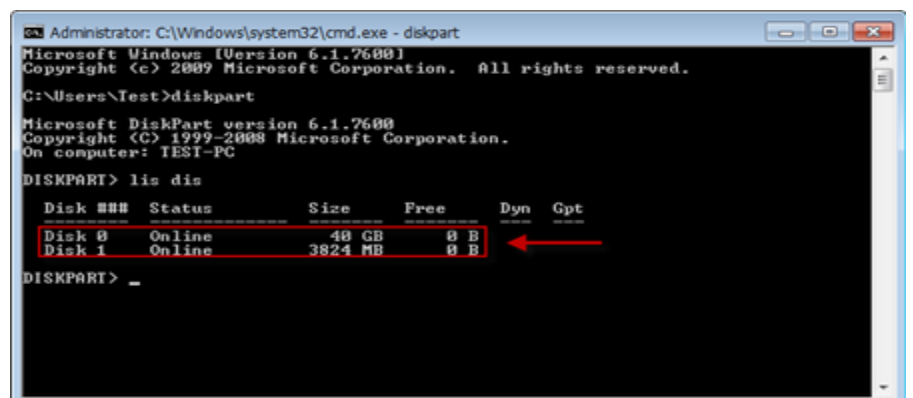 Administrator: C:\Windows\system32\cmd.exe - diskpart
Microsoft Windows [Version 6.1.7600]
Copyright (c) 2009 Microsoft Corporation.  All rights reserved.
C:\Users\Test>diskpart
Microsoft DiskPart version 6.1.7600
Copyright (C) 1999-2008 Microsoft Corporation.
On computer: TEST-PC
DISKPART> lis dis
Disk ###  Status         Size     Free     Dyn  Gpt
--------  -------------  -------  -------  ---  ---
Disk 0    Online           40 GB      0 B
Disk 1    Online         3824 MB      0 B
DISKPART> _